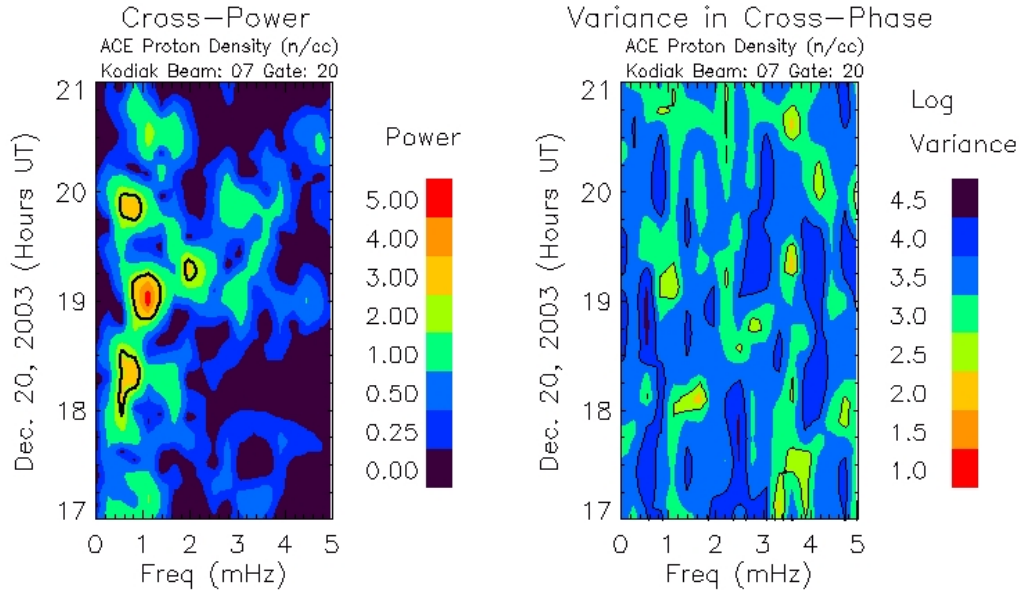 Cross-Power
ACE Proton Density (n/cc)
Kodiak Beam: 07 Gate: 20
21
20
19
18
17
Dec. 20, 2003 (Hours UT)
0 1 2 3 4 5
Freq (mHz)
Power
5.00
4.00
3.00
2.00
1.00
0.50
0.25
0.00
Variance in Cross-Phase
ACE Proton Density (n/cc)
Kodiak Beam: 07 Gate: 20
21
20
19
18
17
Dec. 20, 2003 (Hours UT)
0 1 2 3 4 5
Freq (mHz)
Log
Variance
4.5
4.0
3.5
3.0
2.5
2.0
1.5
1.0